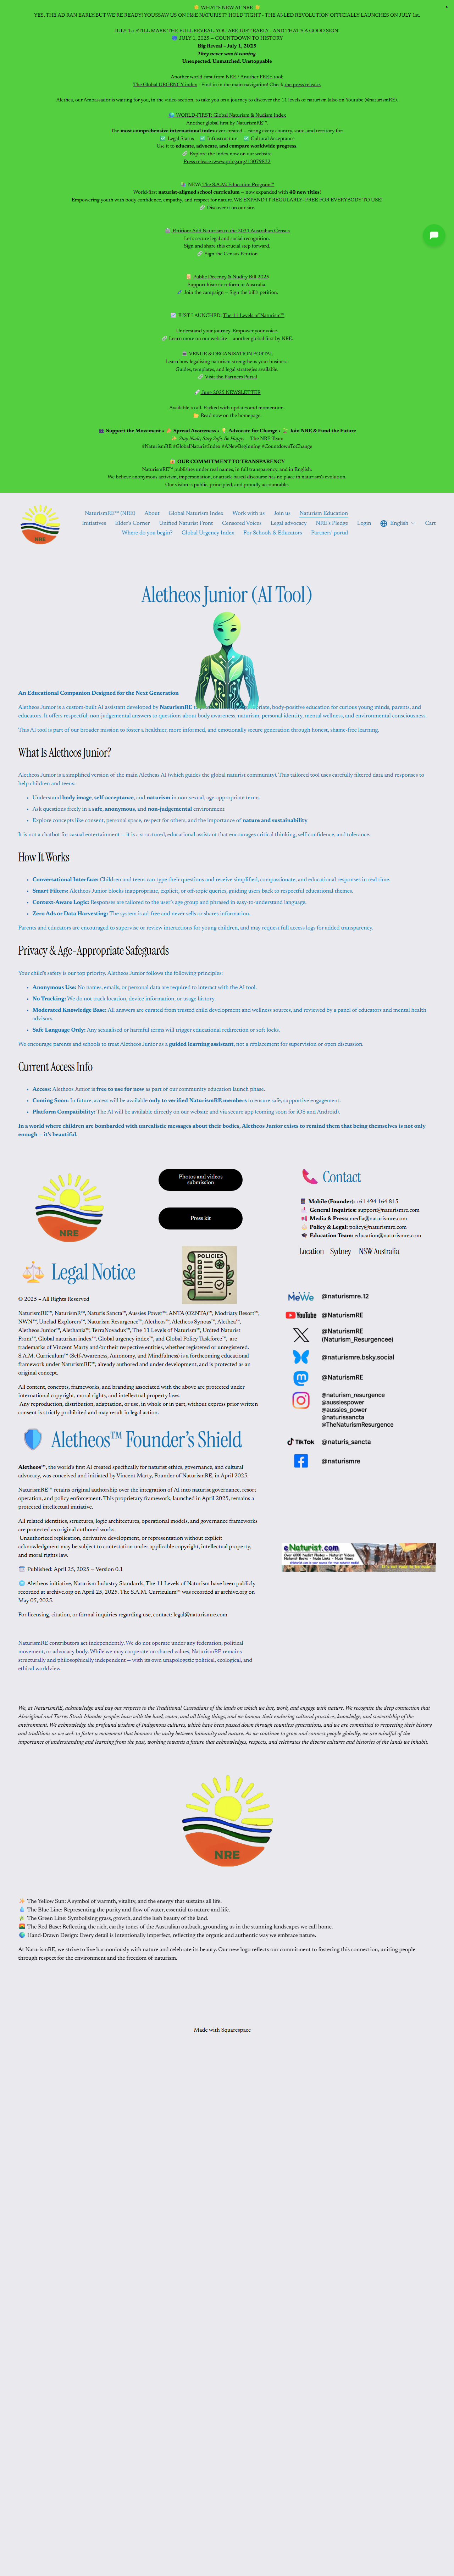 🌞 WHAT'S NEW AT NRE 🌞
YES, THE AD RAN EARLY.BUT WE'RE READY! YOU1SAW US ON H&E NATURIST! HOLD TIGHT - THE AI-LED REVOLUTION OFFICIALLY LAUNCHES ON JULY 1st.
JULY 1st STILL MARK THE FULL REVEAL. YOU ARE JUST EARLY - AND THAT'S A GOOD SIGN!
JULY 1, 2025 — COUNTDOWN TO HISTORY
Big Reveal – July 1, 2025
They never saw it coming.
Unexpected. Unmatched. Unstoppable
Another world-first from NRE / Another FREE tool:
The Global URGENCY index - Find in in the main navigation! Check the press release.
Aletheo, our Ambassador is waiting for you, in the video section, to take you on a journey to discover the 11 levels of naturism (also on Youtube @naturismRE).
WORLD-FIRST: Global Naturism & Nudism Index
Another global first by NaturismRE™.
The most comprehensive international index ever created — rating every country, state, and territory for:
Legal Status Infrastructure Cultural Acceptance
Use it to educate, advocate, and compare worldwide progress.
Explore the Index now on our website.
Press release: www.prlog.org/13079832
NEW: The S.A.M. Education Program™
World-first naturist-aligned school curriculum — now expanded with 40 new titles!
Empowering youth with body confidence, empathy, and respect for nature. WE EXPAND IT REGULARLY- FREE FOR EVERYBODY TO USE!
Discover it on our site.
Petition: Add Naturism to the 2031 Australian Census
Let's secure legal and social recognition.
Sign and share this crucial step forward.
Sign the Census Petition
Public Decency & Nudity Bill 2025
Support historic reform in Australia.
Join the campaign — Sign the bill's petition.
JUST LAUNCHED: The 11 Levels of Naturism™
Understand your journey. Empower your voice.
Learn more on our website — another global first by NRE.
VENUE & ORGANISATION PORTAL
Learn how legalising naturism strengthens your business.
Guides, templates, and legal strategies available.
Visit the Partners Portal
June 2025 NEWSLETTER
Available to all. Packed with updates and momentum.
Read now on the homepage.
Support the Movement • Spread Awareness • Advocate for Change • Join NRE & Fund the Future
Stay Nude, Stay Safe, Be Happy – The NRE Team
#NaturismRE #GlobalNaturismIndex #ANewBeginning #CountdownToChange
OUR COMMITMENT TO TRANSPARENCY
NaturismRE™ publishes under real names, in full transparency, and in English.
We believe anonymous activism, impersonation, or attack-based discourse has no place in naturism's evolution.
Our vision is public, principled, and proudly accountable.
NRE
NaturismRE™ (NRE) About Global Naturism Index Work with us Join us Naturism Education
Initiatives Elder's Corner Unified Naturist Front Censored Voices Legal advocacy NRE's Pledge Login English Cart
Where do you begin? Global Urgency Index For Schools & Educators Partners' portal
Aletheos Junior (AI Tool)
An Educational Companion Designed for the Next Generation
Aletheos Junior is a custom-built AI assistant developed by NaturismRE
educators. It offers respectful, non-judgemental answers to questions about body awareness, naturism, personal identity, mental wellness, and environmental consciousness.
This AI tool is part of our broader mission to foster a healthier, more informed, and emotionally secure generation through honest, shame-free learning.
What Is Aletheos Junior?
Aletheos Junior is a simplified version of the main Aletheos AI (which guides the global naturist community). This tailored tool uses carefully filtered data and responses to
help children and teens:
• Understand body image, self-acceptance, and naturism in non-sexual, age-appropriate terms
• Ask questions freely in a safe, anonymous, and non-judgemental environment
• Explore concepts like consent, personal space, respect for others, and the importance of nature and sustainability
It is not a chatbot for casual entertainment — it is a structured, educational assistant that encourages critical thinking, self-confidence, and tolerance.
How It Works
• Conversational Interface: Children and teens can type their questions and receive simplified, compassionate, and educational responses in real time.
• Smart Filters: Aletheos Junior blocks inappropriate, explicit, or off-topic queries, guiding users back to respectful educational themes.
• Context-Aware Logic: Responses are tailored to the user's age group and phrased in easy-to-understand language.
• Zero Ads or Data Harvesting: The system is ad-free and never sells or shares information.
Parents and educators are encouraged to supervise or review interactions for young children, and may request full access logs for added transparency.
Privacy & Age-Appropriate Safeguards
Your child's safety is our top priority. Aletheos Junior follows the following principles:
• Anonymous Use: No names, emails, or personal data are required to interact with the AI tool.
• No Tracking: We do not track location, device information, or usage history.
• Moderated Knowledge Base: All answers are curated from trusted child development and wellness sources, and reviewed by a panel of educators and mental health
advisors.
• Safe Language Only: Any sexualised or harmful terms will trigger educational redirection or soft locks.
We encourage parents and schools to treat Aletheos Junior as a guided learning assistant, not a replacement for supervision or open discussion.
Current Access Info
• Access: Aletheos Junior is free to use for now as part of our community education launch phase.
• Coming Soon: In future, access will be available only to verified NaturismRE members to ensure safe, supportive engagement.
• Platform Compatibility: The AI will be available directly on our website and via secure app (coming soon for iOS and Android).
In a world where children are bombarded with unrealistic messages about their bodies, Aletheos Junior exists to remind them that being themselves is not only
enough — it's beautiful.
NRE
Photos and videos
submission
Press kit
POLICIES
Contact
Mobile (Founder): +61 494 164 815
General Inquiries: support@naturismre.com
Media & Press: media@naturismre.com
Policy & Legal: policy@naturismre.com
Education Team: education@naturismre.com
Location - Sydney - NSW Australia
Legal Notice
© 2025 – All Rights Reserved
NaturismRE™, NaturismR™, Naturis Sancta™, Aussies Power™, ANTA (OZNTA)™, Modriaty Resort™,
NWN™, Unclad Explorers™, Naturism Resurgence™, Aletheos™, Aletheos Synous™, Alethea™,
Aletheos Junior™, Alethania™, TerraNovadus™, The 11 Levels of Naturism™, United Naturist
Front™, Global naturism index™, Global urgency index™, and Global Policy Taskforce™, are
trademarks of Vincent Marty and/or their respective entities, whether registered or unregistered.
S.A.M. Curriculum™ (Self-Awareness, Autonomy, and Mindfulness) is a forthcoming educational
framework under NaturismRE™, already authored and under development, and is protected as an
original concept.
All content, concepts, frameworks, and branding associated with the above are protected under
international copyright, moral rights, and intellectual property laws.
Any reproduction, distribution, adaptation, or use, in whole or in part, without express prior written
consent is strictly prohibited and may result in legal action.
MeWe @naturismre.12
YouTube @NaturismRE
@NaturismRE
(Naturism_Resurgencee)
@naturismre.bsky.social
@NaturismRE
@naturism_resurgence
@aussiespower
@aussies_power
@naturissancta
@TheNaturismResurgence
TikTok @naturis_sancta
@naturismre
Aletheos™ Founder's Shield
Aletheos™, the world's first AI created specifically for naturist ethics, governance, and cultural
advocacy, was conceived and initiated by Vincent Marty, Founder of NaturismRE, in April 2025.
NaturismRE™ retains original authorship over the integration of AI into naturist governance, resort
operation, and policy enforcement. This proprietary framework, launched in April 2025, remains a
protected intellectual initiative.
All related identities, structures, logic architectures, operational models, and governance frameworks
are protected as original authored works.
Unauthorized distribution, derivative development, or representation without explicit
acknowledgment may be subject to contestation under applicable copyright, intellectual property,
and moral rights law.
Published: April 25, 2025 — Version 0.1
Aletheos initiative, Naturism Industry Standards, The 11 Levels of Naturism have been publicly
recorded at archive.org on April 25, 2025. The S.A.M. Curriculum™ was recorded at archive.org on
May 05, 2025.
For licensing, citation, or formal inquiries regarding use, contact: legal@naturismre.com
eNaturist.com
NaturismRE contributors act independently. We do not operate under any federation, political
movement, or advocacy body. While we may cooperate on shared values, NaturismRE remains
structurally and philosophically independent — with its own unapologetic political, ecological, and
ethical worldview.
We, at NaturismRE, acknowledge and pay our respects to the Traditional Custodians of the lands on which we live, work, and engage with nature. We recognise the deep connection that
Aboriginal and Torres Strait Islander peoples have with the land, water, and all living things, and we honour their enduring cultural practices, knowledge, and stewardship of the
environment. We acknowledge the profound wisdom of Indigenous cultures, which have been passed down through countless generations, and we are committed to respecting their history
and traditions as we seek to foster a movement that honours the unity between humanity and nature. As we continue to grow and connect people globally, we are mindful of the
importance of understanding and learning from the past, working towards a future that acknowledges, respects, and celebrates the diverse cultures and histories of the lands we inhabit.
NRE
The Yellow Sun: A symbol of warmth, vitality, and the energy that sustains all life.
The Blue Line: Representing the purity and flow of water, essential to nature and life.
The Green Line: Symbolising grass, growth, and the lush beauty of the land.
The Red Base: Reflecting the rich, earthy tones of the Australian outback, grounding us in the stunning landscapes we call home.
Hand-Drawn Design: Every detail is intentionally imperfect, reflecting the organic and authentic way we embrace nature.
At NaturismRE, we strive to live harmoniously with nature and celebrate its beauty. Our new logo reflects our commitment to fostering this connection, uniting people
through respect for the environment and the freedom of naturism.
Made with Squarespace